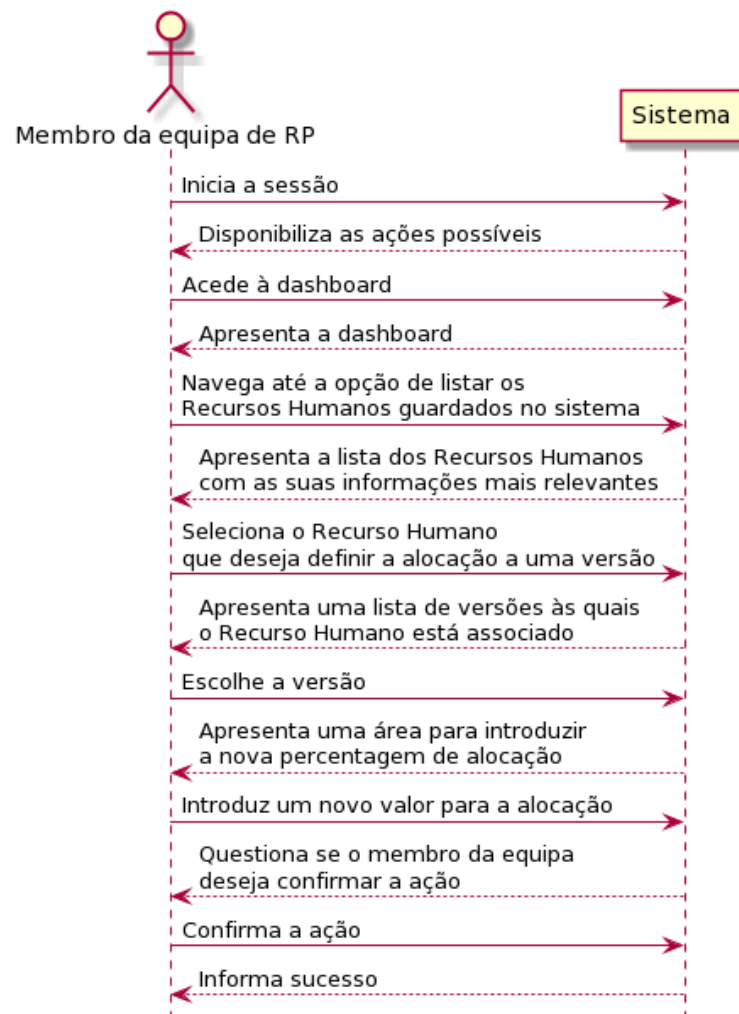 Membro da equipa de RP
Sistema
Inicia a sessão
Disponibiliza as ações possíveis
Acede à dashboard
Apresenta a dashboard
Navega até a opção de listar os
Recursos Humanos guardados no sistema
Apresenta a lista dos Recursos Humanos
com as suas informações mais relevantes
Seleciona o Recurso Humano
que deseja definir a alocação a uma versão
Apresenta uma lista de versões às quais
o Recurso Humano está associado
Escolhe a versão
Apresenta uma área para introduzir
a nova percentagem de alocação
Introduz um novo valor para a alocação
Questiona se o membro da equipa
deseja confirmar a ação
Confirma a ação
Informa sucesso